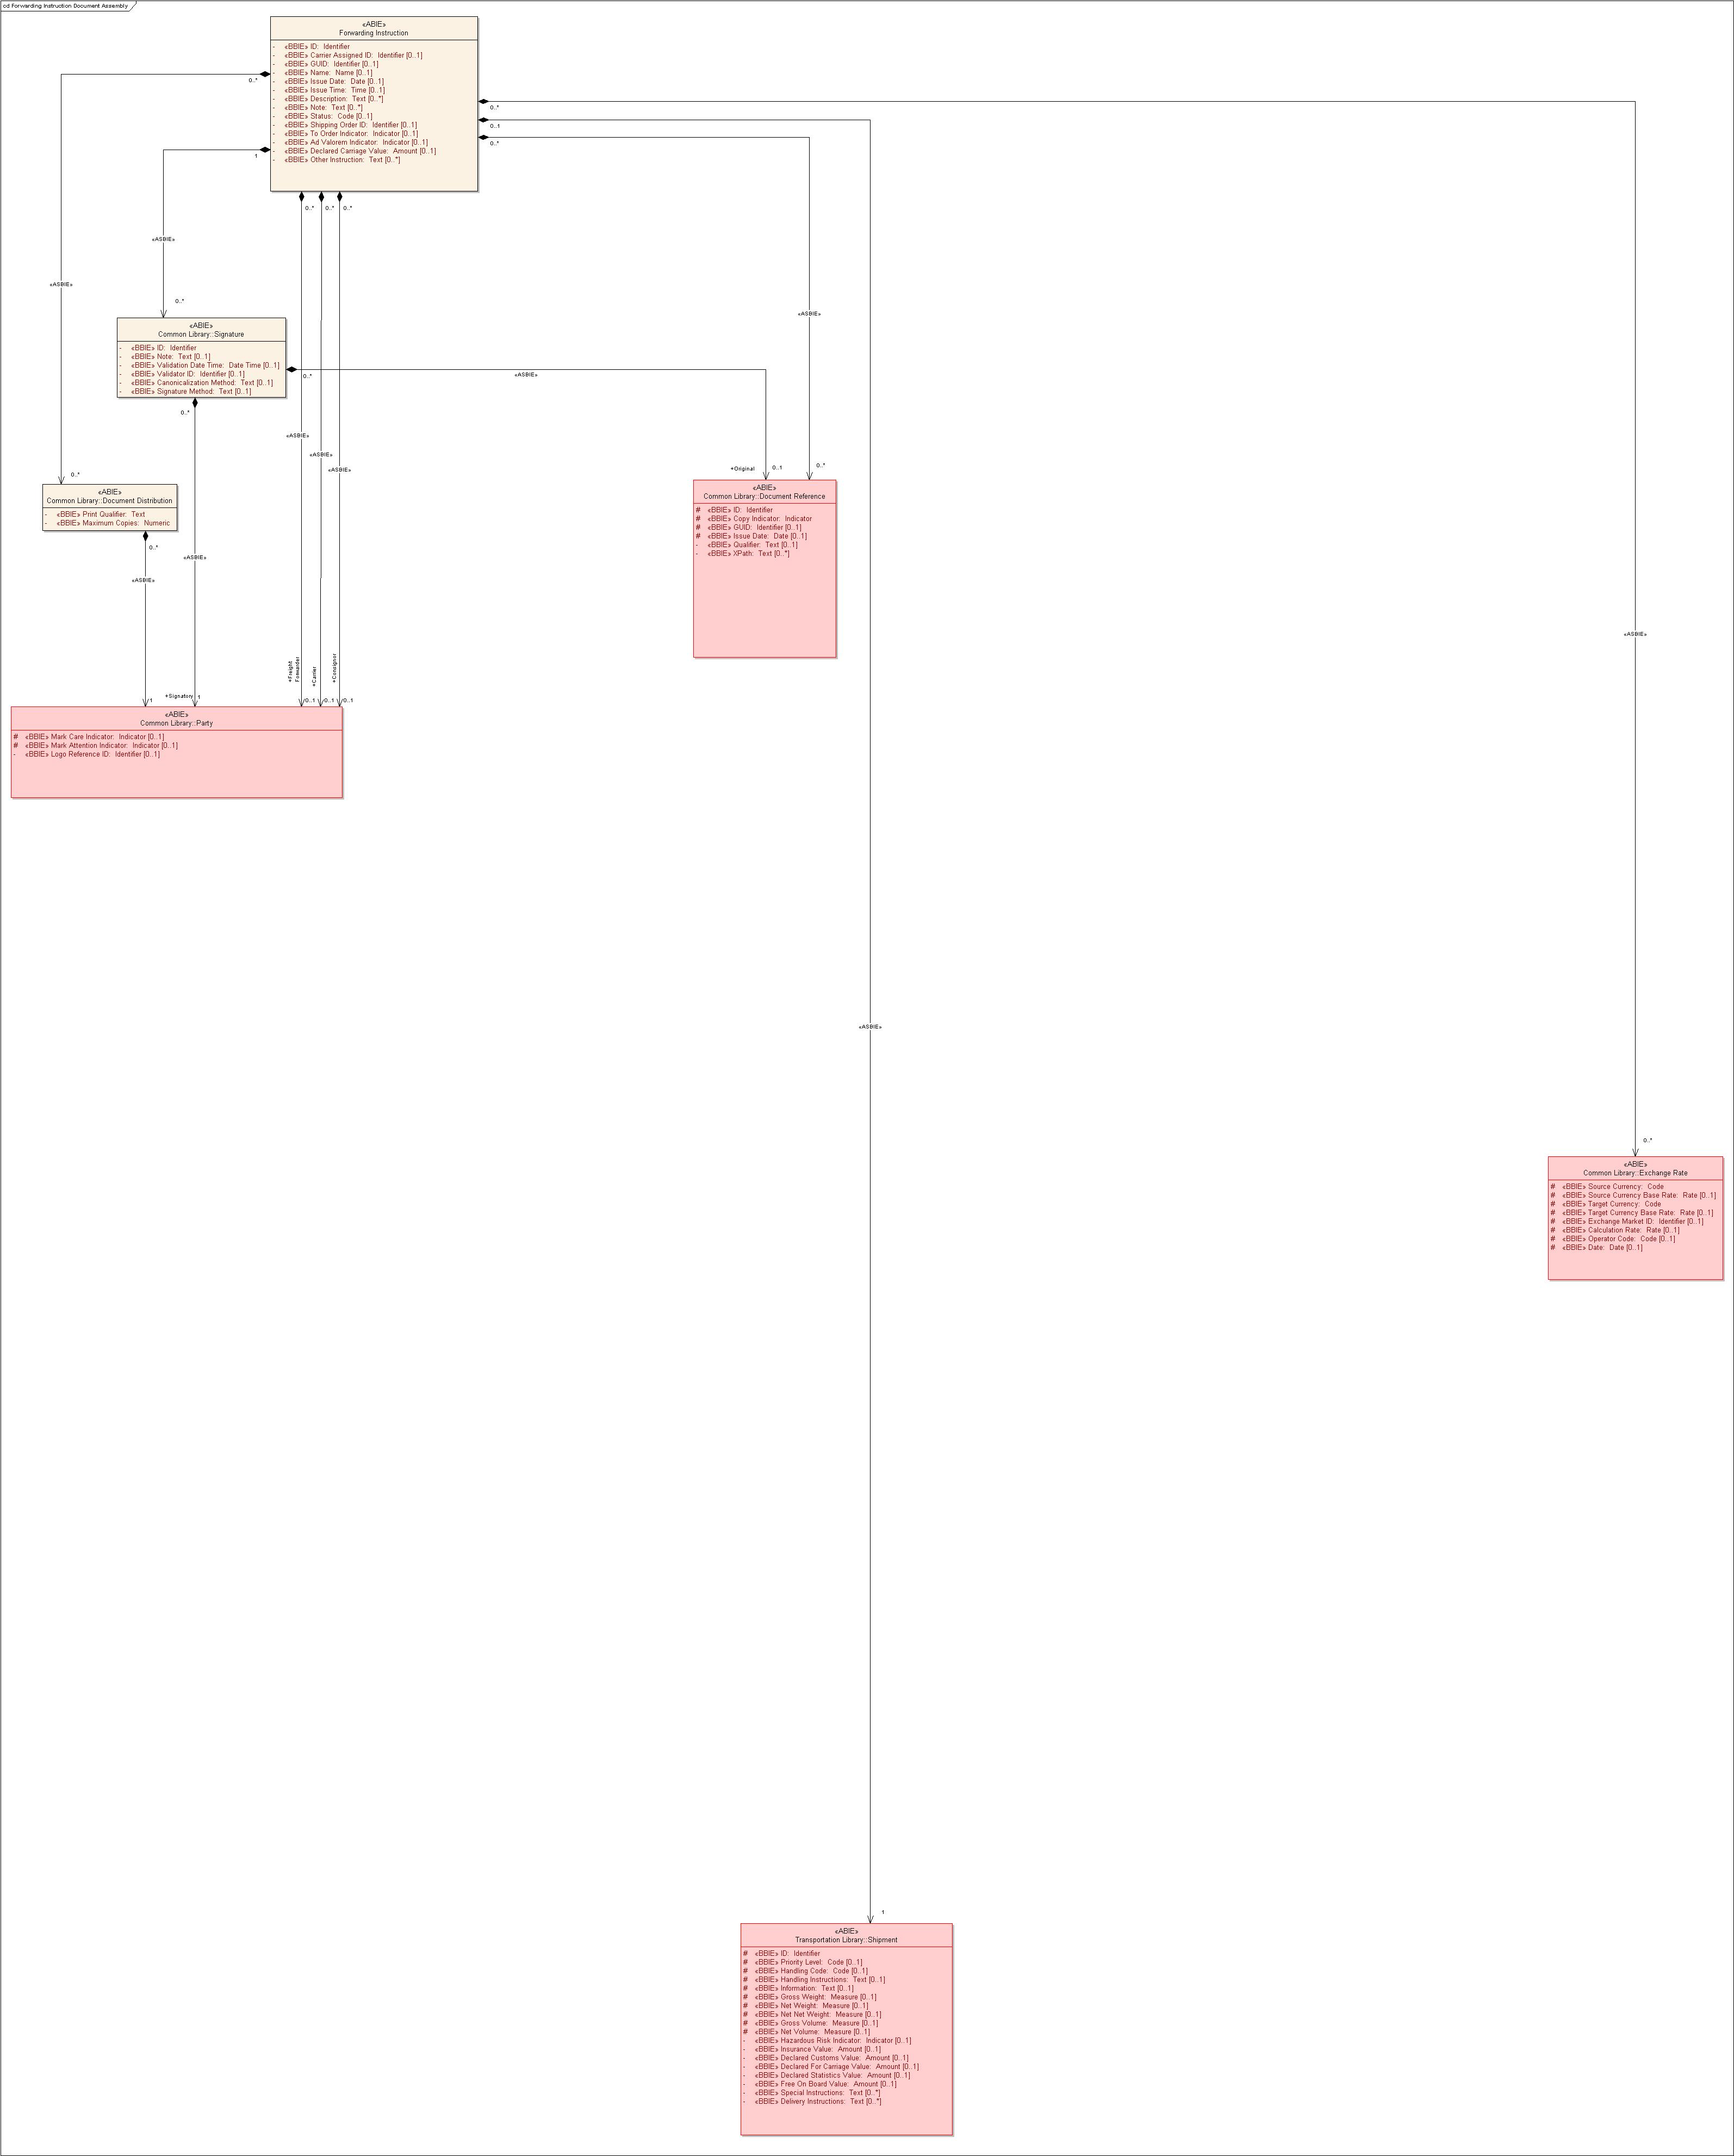 cd Forwarding Instruction Document Assembly
«ABIE»
Forwarding Instruction
- «BBIE» ID: Identifier
- «BBIE» Carrier Assigned ID: Identifier [0..1]
- «BBIE» GUID: Identifier [0..1]
- «BBIE» Name: Name [0..1]
- «BBIE» Issue Date: Date [0..1]
- «BBIE» Issue Time: Time [0..1]
- «BBIE» Description: Text [0..*]
- «BBIE» Note: Text [0..*]
- «BBIE» Status: Code [0..1]
- «BBIE» Shipping Order ID: Identifier [0..1]
- «BBIE» To Order Indicator: Indicator [0..1]
- «BBIE» Ad Valorem Indicator: Indicator [0..1]
- «BBIE» Declared Carriage Value: Amount [0..1]
- «BBIE» Other Instruction: Text [0..*]
0..*
1
0..*
0..1
0..*
0..*
0..*
0..*
«ASBIE»
«ASBIE»
0..*
«ASBIE»
«ABIE»
Common Library::Signature
- «BBIE» ID: Identifier
- «BBIE» Note: Text [0..1]
- «BBIE» Validation Date Time: Date Time [0..1]
- «BBIE» Validator ID: Identifier [0..1]
- «BBIE» Canonicalization Method: Text [0..1]
- «BBIE» Signature Method: Text [0..1]
0..*
«ASBIE»
0..*
«ASBIE»
«ASBIE»
«ASBIE»
+Original
0..1
0..*
0..*
«ABIE»
Common Library::Document Distribution
- «BBIE» Print Qualifier: Text
- «BBIE» Maximum Copies: Numeric
0..*
«ASBIE»
«ASBIE»
«ABIE»
Common Library::Document Reference
# «BBIE» ID: Identifier
# «BBIE» Copy Indicator: Indicator
# «BBIE» GUID: Identifier [0..1]
# «BBIE» Issue Date: Date [0..1]
- «BBIE» Qualifier: Text [0..1]
- «BBIE» XPath: Text [0..*]
«ASBIE»
+Freight
Forwarder
+Carrier
+Consignor
1
+Signatory
1
0..1
0..1
0..1
«ABIE»
Common Library::Party
# «BBIE» Mark Care Indicator: Indicator [0..1]
# «BBIE» Mark Attention Indicator: Indicator [0..1]
- «BBIE» Logo Reference ID: Identifier [0..1]
«ASBIE»
0..*
«ABIE»
Common Library::Exchange Rate
# «BBIE» Source Currency: Code
# «BBIE» Source Currency Base Rate: Rate [0..1]
# «BBIE» Target Currency: Code
# «BBIE» Target Currency Base Rate: Rate [0..1]
# «BBIE» Exchange Market ID: Identifier [0..1]
# «BBIE» Calculation Rate: Rate [0..1]
# «BBIE» Operator Code: Code [0..1]
# «BBIE» Date: Date [0..1]
1
«ABIE»
Transportation Library::Shipment
# «BBIE» ID: Identifier
# «BBIE» Priority Level: Code [0..1]
# «BBIE» Handling Code: Code [0..1]
# «BBIE» Handling Instructions: Text [0..1]
# «BBIE» Information: Text [0..1]
# «BBIE» Gross Weight: Measure [0..1]
# «BBIE» Net Weight: Measure [0..1]
# «BBIE» Net Net Weight: Measure [0..1]
# «BBIE» Gross Volume: Measure [0..1]
# «BBIE» Net Volume: Measure [0..1]
- «BBIE» Hazardous Risk Indicator: Indicator [0..1]
- «BBIE» Insurance Value: Amount [0..1]
- «BBIE» Declared Customs Value: Amount [0..1]
- «BBIE» Declared For Carriage Value: Amount [0..1]
- «BBIE» Declared Statistics Value: Amount [0..1]
- «BBIE» Free On Board Value: Amount [0..1]
- «BBIE» Special Instructions: Text [0..*]
- «BBIE» Delivery Instructions: Text [0..*]